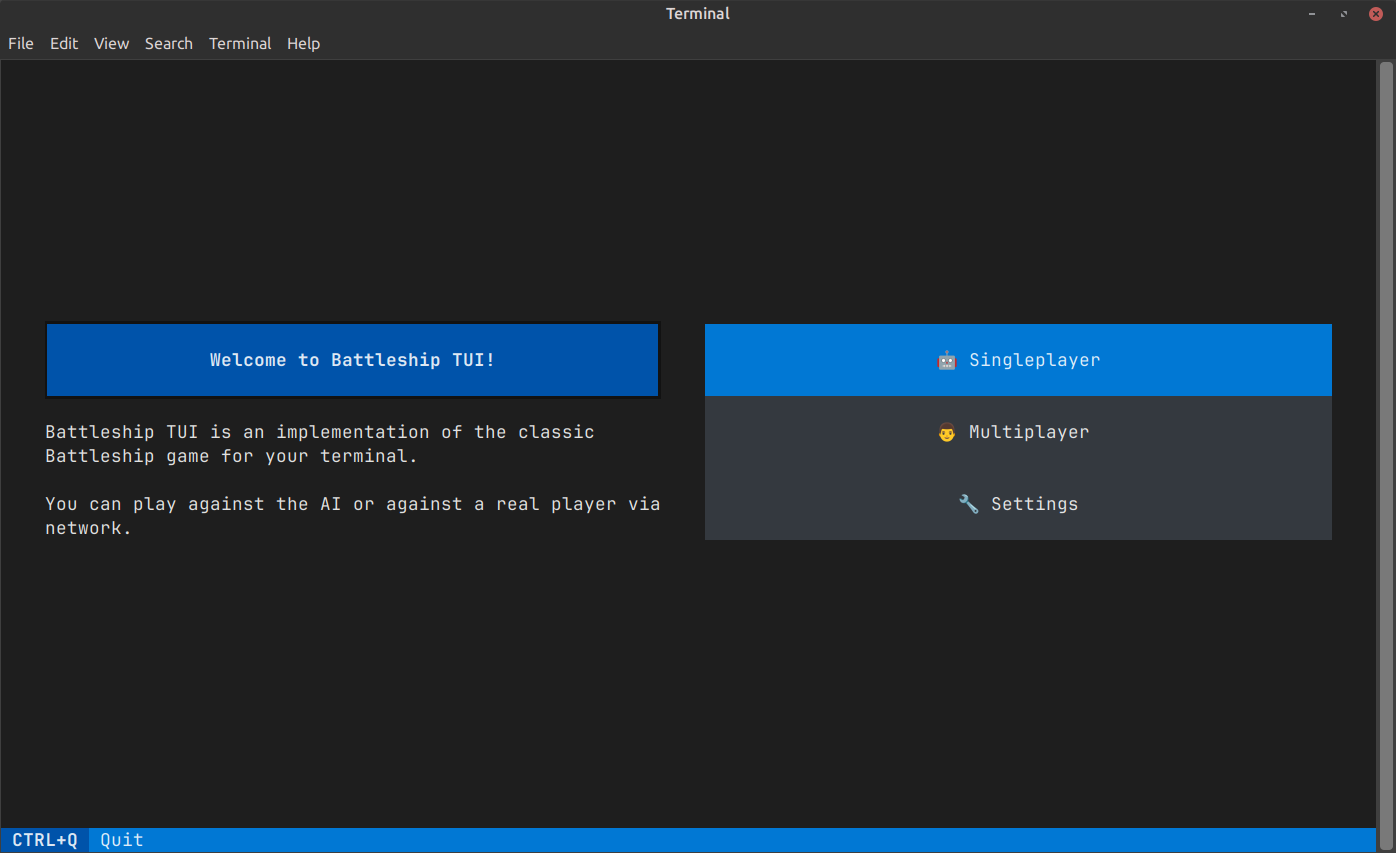 Terminal
File Edit View Search Terminal Help
Welcome to Battleship TUI!
Battleship TUI is an implementation of the classic
Battleship game for your terminal.
You can play against the AI or against a real player via
network.
🤖 Singleplayer
👨 Multiplayer
🔧 Settings
CTRL+Q Quit